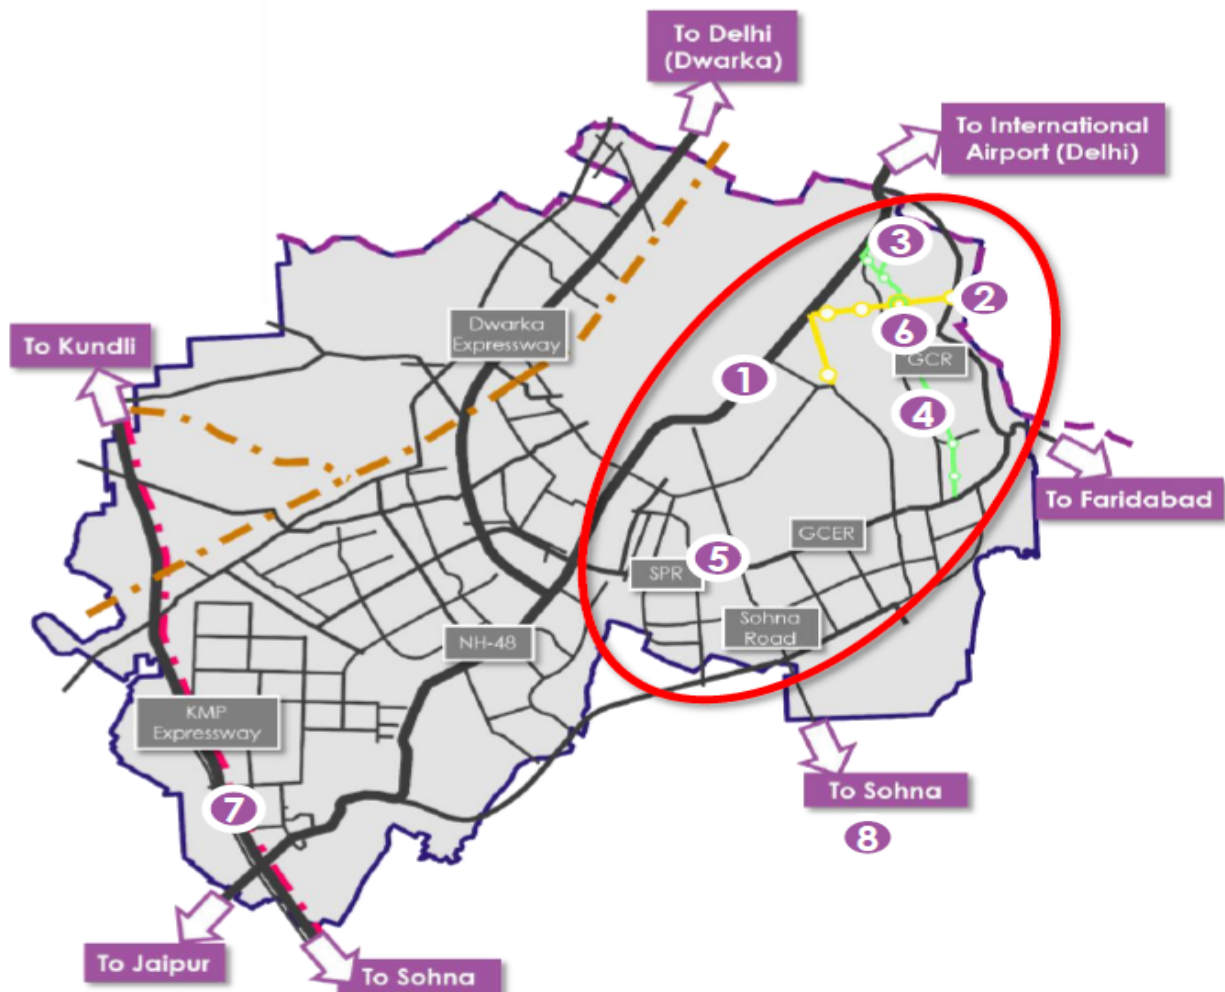 To Delhi
(Dwarka)
To International
Airport (Delhi)
3
2
Dwarka
Expressway
6
To Kundli
GCR
1
4
To Faridabad
GCER
5
SPR
Sohna
Road
NH-48
KMP
Expressway
To Sohna
7
8
To Jaipur
To Sohna